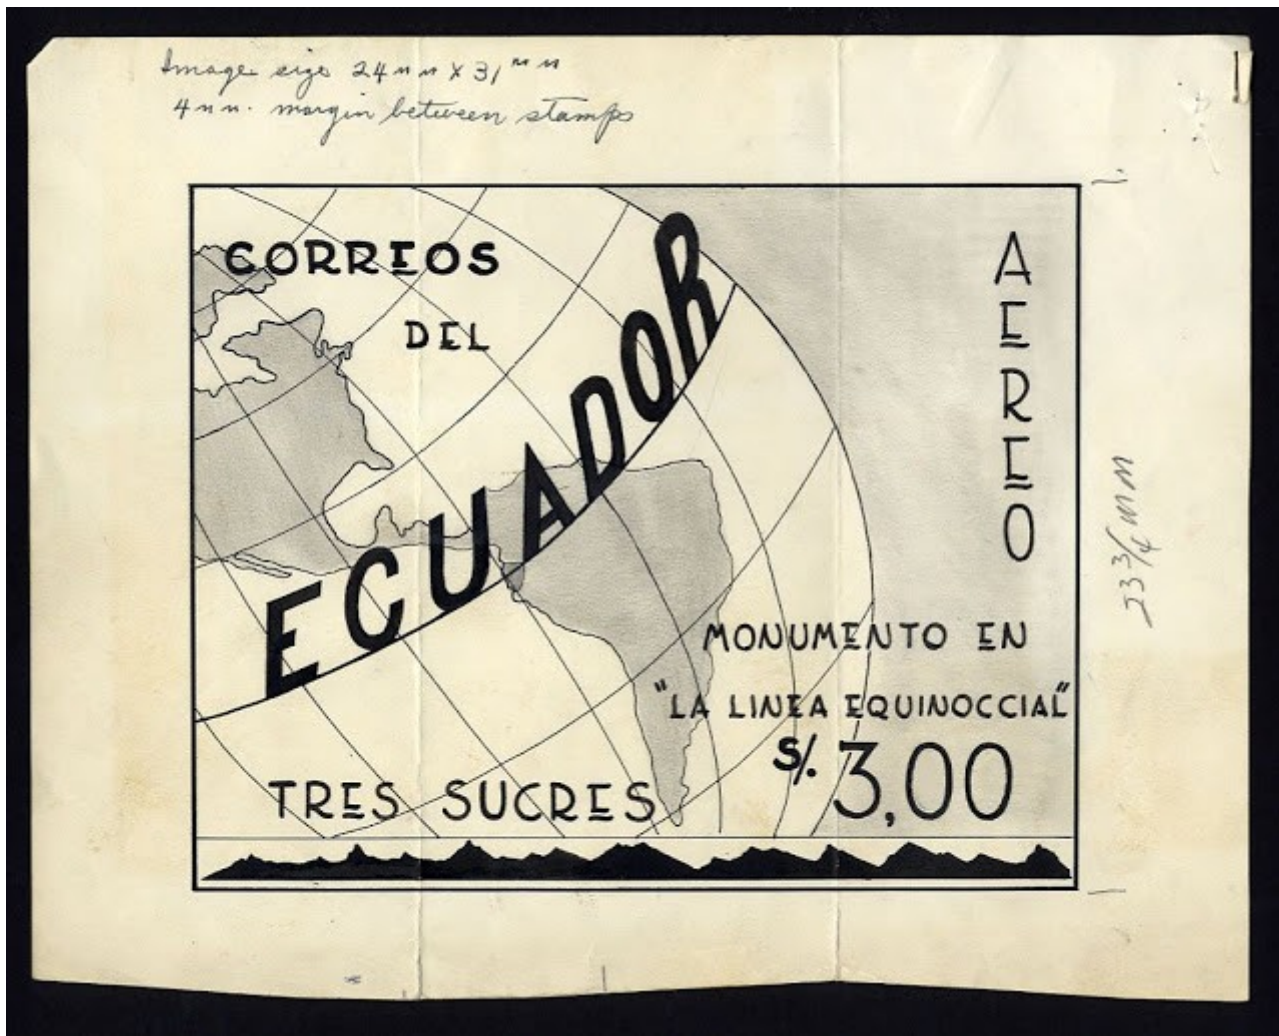 Image size 24mm X 31mm
4mm. margin between stamps
CORREOS
DEL
ECUADOR
AEREO
23 3/4 MM
MONUMENTO EN
"LA LINEA EQUINOCCIAL"
S/. 3,00
TRES SUCRES